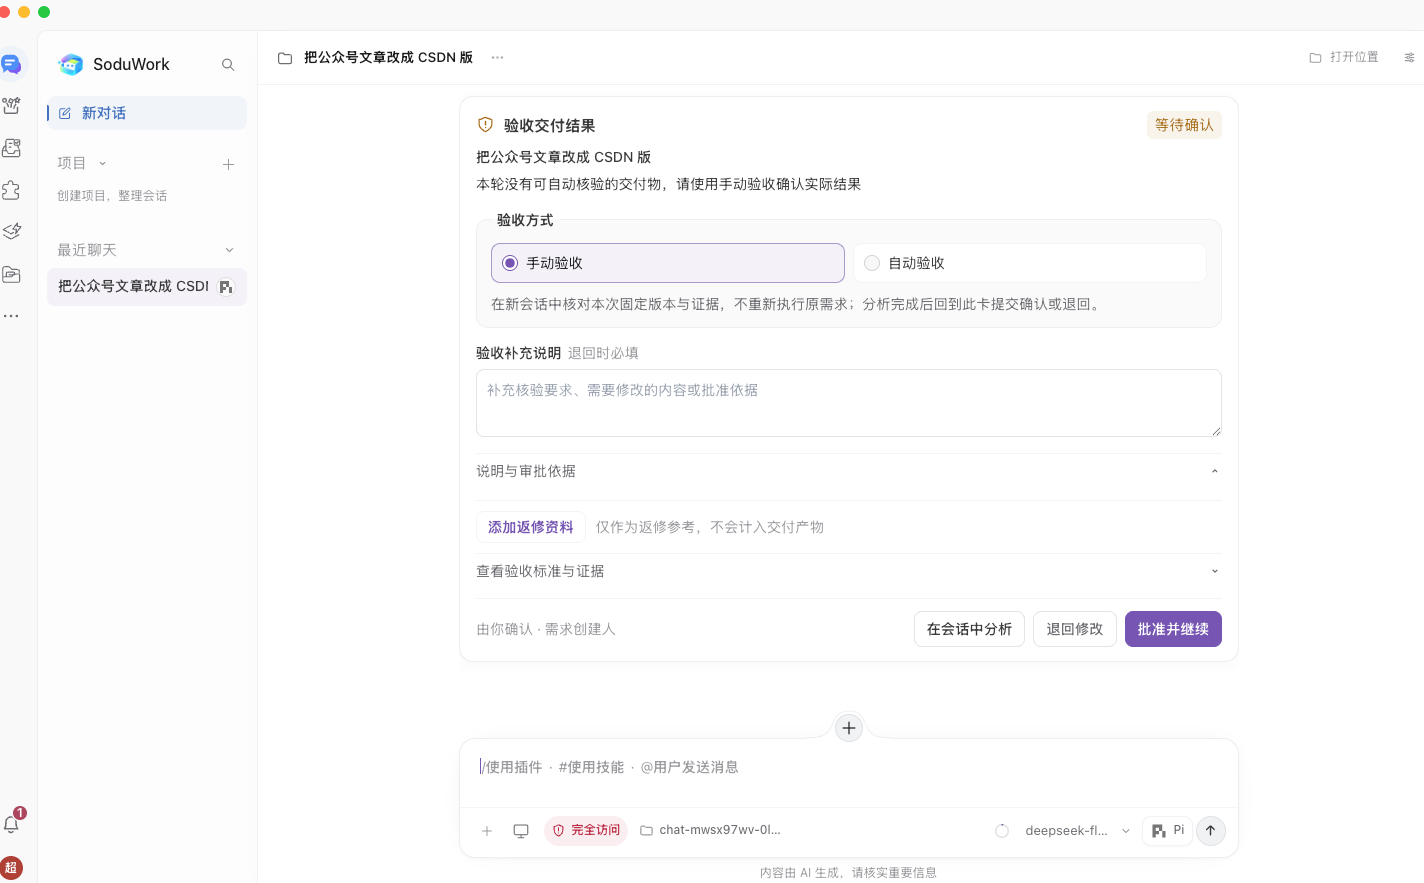 SoduWork
新对话
项目
创建项目，整理会话
最近聊天
把公众号文章改成 CSD
1
超
把公众号文章改成 CSDN 版
打开位置
验收交付结果
等待确认
把公众号文章改成 CSDN 版
本轮没有可自动核验的交付物，请使用手动验收确认实际结果
验收方式
手动验收
自动验收
在新会话中核对本次固定版本与证据，不重新执行原需求；分析完成后回到此卡提交确认或退回。
验收补充说明 退回时必填
补充核验要求、需要修改的内容或批准依据
说明与审批依据
添加返修资料 仅作为返修参考，不会计入交付产物
查看验收标准与证据
由你确认 · 需求创建人
在会话中分析
退回修改
批准并继续
/使用插件 · #使用技能 · @用户发送消息
完全访问
chat-mwsx97wv-0l...
deepseek-fl...
Pi
内容由 AI 生成，请核实重要信息